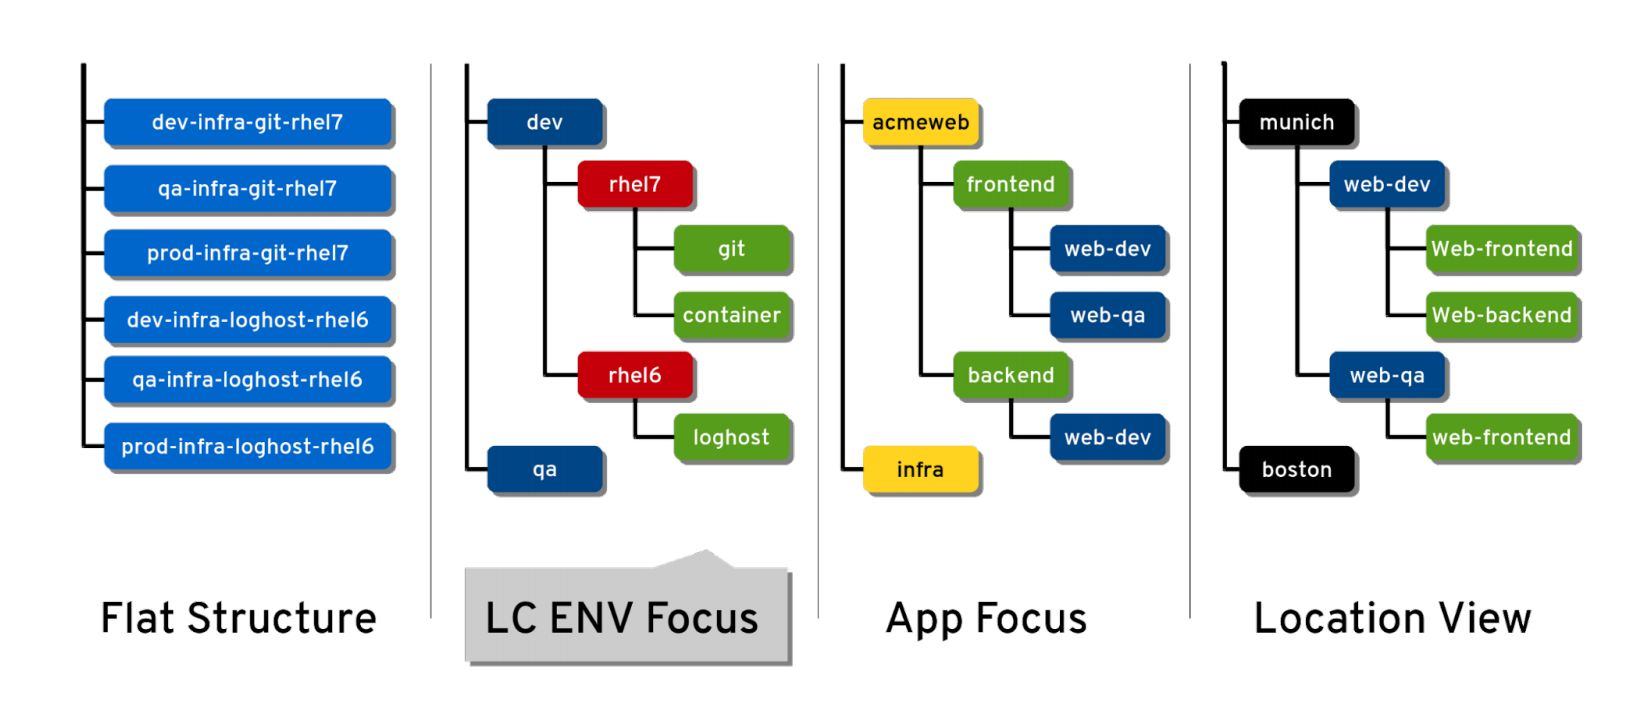 dev-infra-git-rhel7
qa-infra-git-rhel7
prod-infra-git-rhel7
dev-infra-loghost-rhel6
qa-infra-loghost-rhel6
prod-infra-loghost-rhel6
Flat Structure
dev
rhel7
git
container
rhel6
loghost
qa
LC ENV Focus
acmeweb
frontend
web-dev
web-qa
backend
web-dev
infra
App Focus
munich
web-dev
Web-frontend
Web-backend
web-qa
web-frontend
boston
Location View